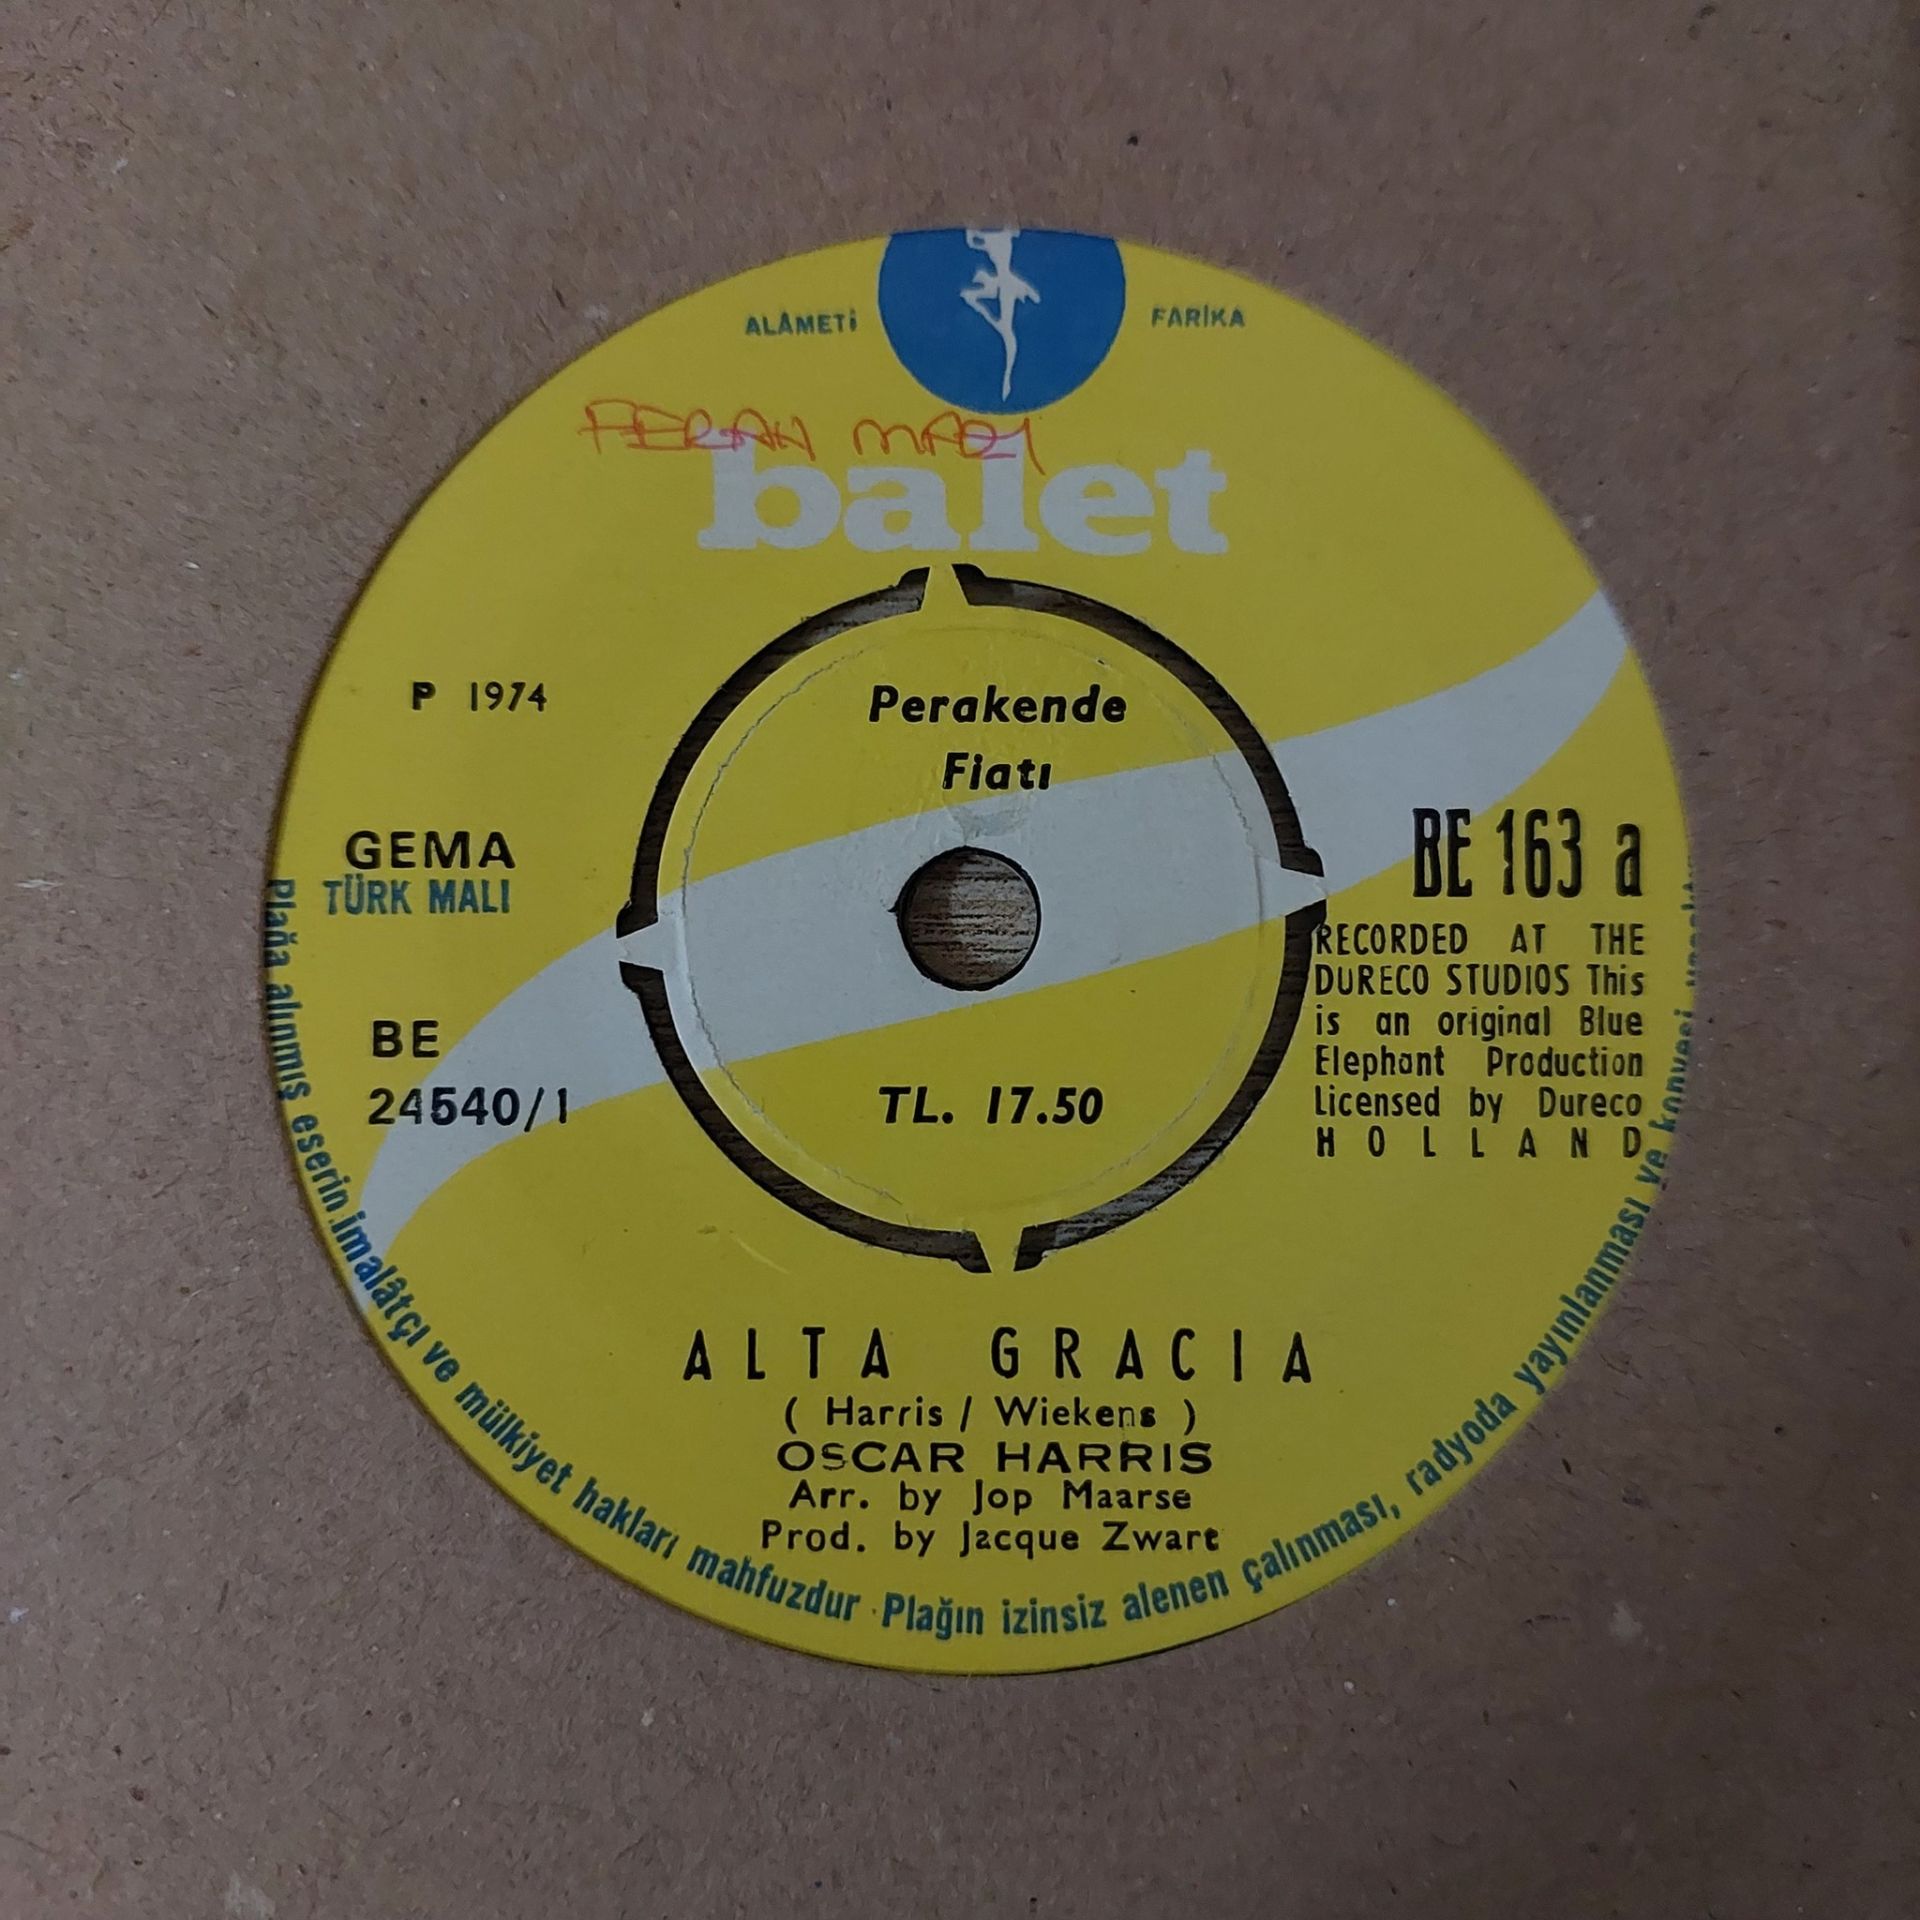 ALÂMETİ FARİKA
FERAH
balet
Perakende
Fiatı
P 1974
GEMA
TÜRK MALI
BE
24540/1
TL. 17.50
BE 163 a
RECORDED AT THE
DURECO STUDIOS This
is an original Blue
Elephant Production
Licensed by Dureco
HOLLAND
ALTA GRACIA
( Harris / Wiekens )
OSCAR HARRIS
Arr. by Jop Maarse
Prod. by Jacque Zwart
Plağa alınmış eserin imalâtçı ve mülkiyet hakları mahfuzdur Plağın izinsiz alenen çalınması, radyoda yayınlanması ve konvesi